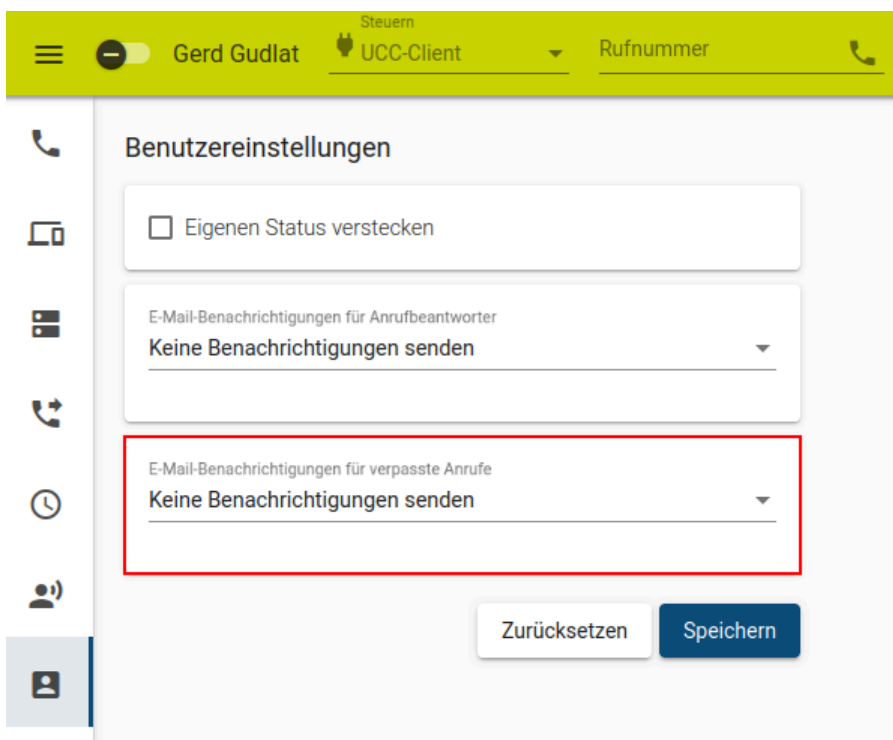 Steuern
Gerd Gudlat
UCC-Client
Rufnummer
Benutzereinstellungen
Eigenen Status verstecken
E-Mail-Benachrichtigungen für Anrufbeantworter
Keine Benachrichtigungen senden
E-Mail-Benachrichtigungen für verpasste Anrufe
Keine Benachrichtigungen senden
Zurücksetzen
Speichern